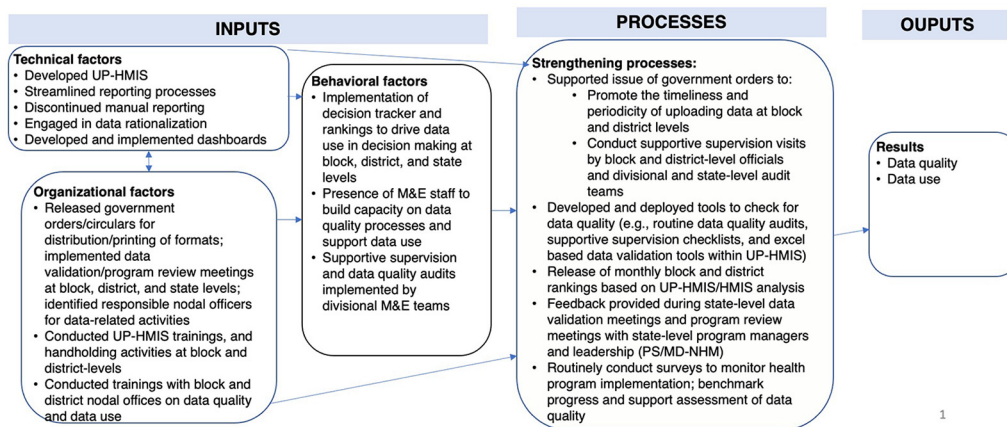 INPUTS
PROCESSES
OUPUTS
Technical factors
• Developed UP-HMIS
• Streamlined reporting processes
• Discontinued manual reporting
• Engaged in data rationalization
• Developed and implemented dashboards
Organizational factors
• Released government
orders/circulars for
distribution/printing of formats;
implemented data
validation/program review meetings
at block, district, and state levels;
identified responsible nodal officers
for data-related activities
• Conducted UP-HMIS trainings, and
handholding activities at block and
district-levels
• Conducted trainings with block and
district nodal offices on data quality
and data use
Behavioral factors
• Implementation of
decision tracker and
rankings to drive data
use in decision making at
block, district, and state
levels
• Presence of M&E staff to
build capacity on data
quality processes and
support data use
• Supportive supervision
and data quality audits
implemented by
divisional M&E teams
Strengthening processes:
• Supported issue of government orders to:
• Promote the timeliness and
periodicity of uploading data at block
and district levels
• Conduct supportive supervision visits
by block and district-level officials
and divisional and state-level audit
teams
• Developed and deployed tools to check for
data quality (e.g., routine data quality audits,
supportive supervision checklists, and excel
based data validation tools within UP-HMIS)
• Release of monthly block and district
rankings based on UP-HMIS/HMIS analysis
• Feedback provided during state-level data
validation meetings and program review
meetings with state-level program managers
and leadership (PS/MD-NHM)
• Routinely conduct surveys to monitor health
program implementation; benchmark
progress and support assessment of data
quality
Results
• Data quality
• Data use
1